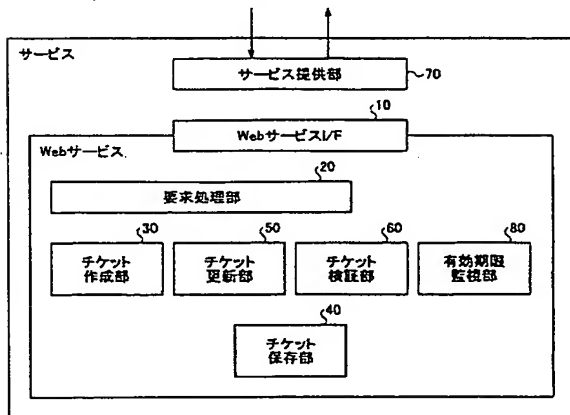 サービス
サービス提供部
70
10
WebサービスI/F
Webサービス
20
要求処理部
30
50
60
80
チケット
作成部
チケット
更新部
チケット
検証部
有効期限
監視部
40
チケット
保存部